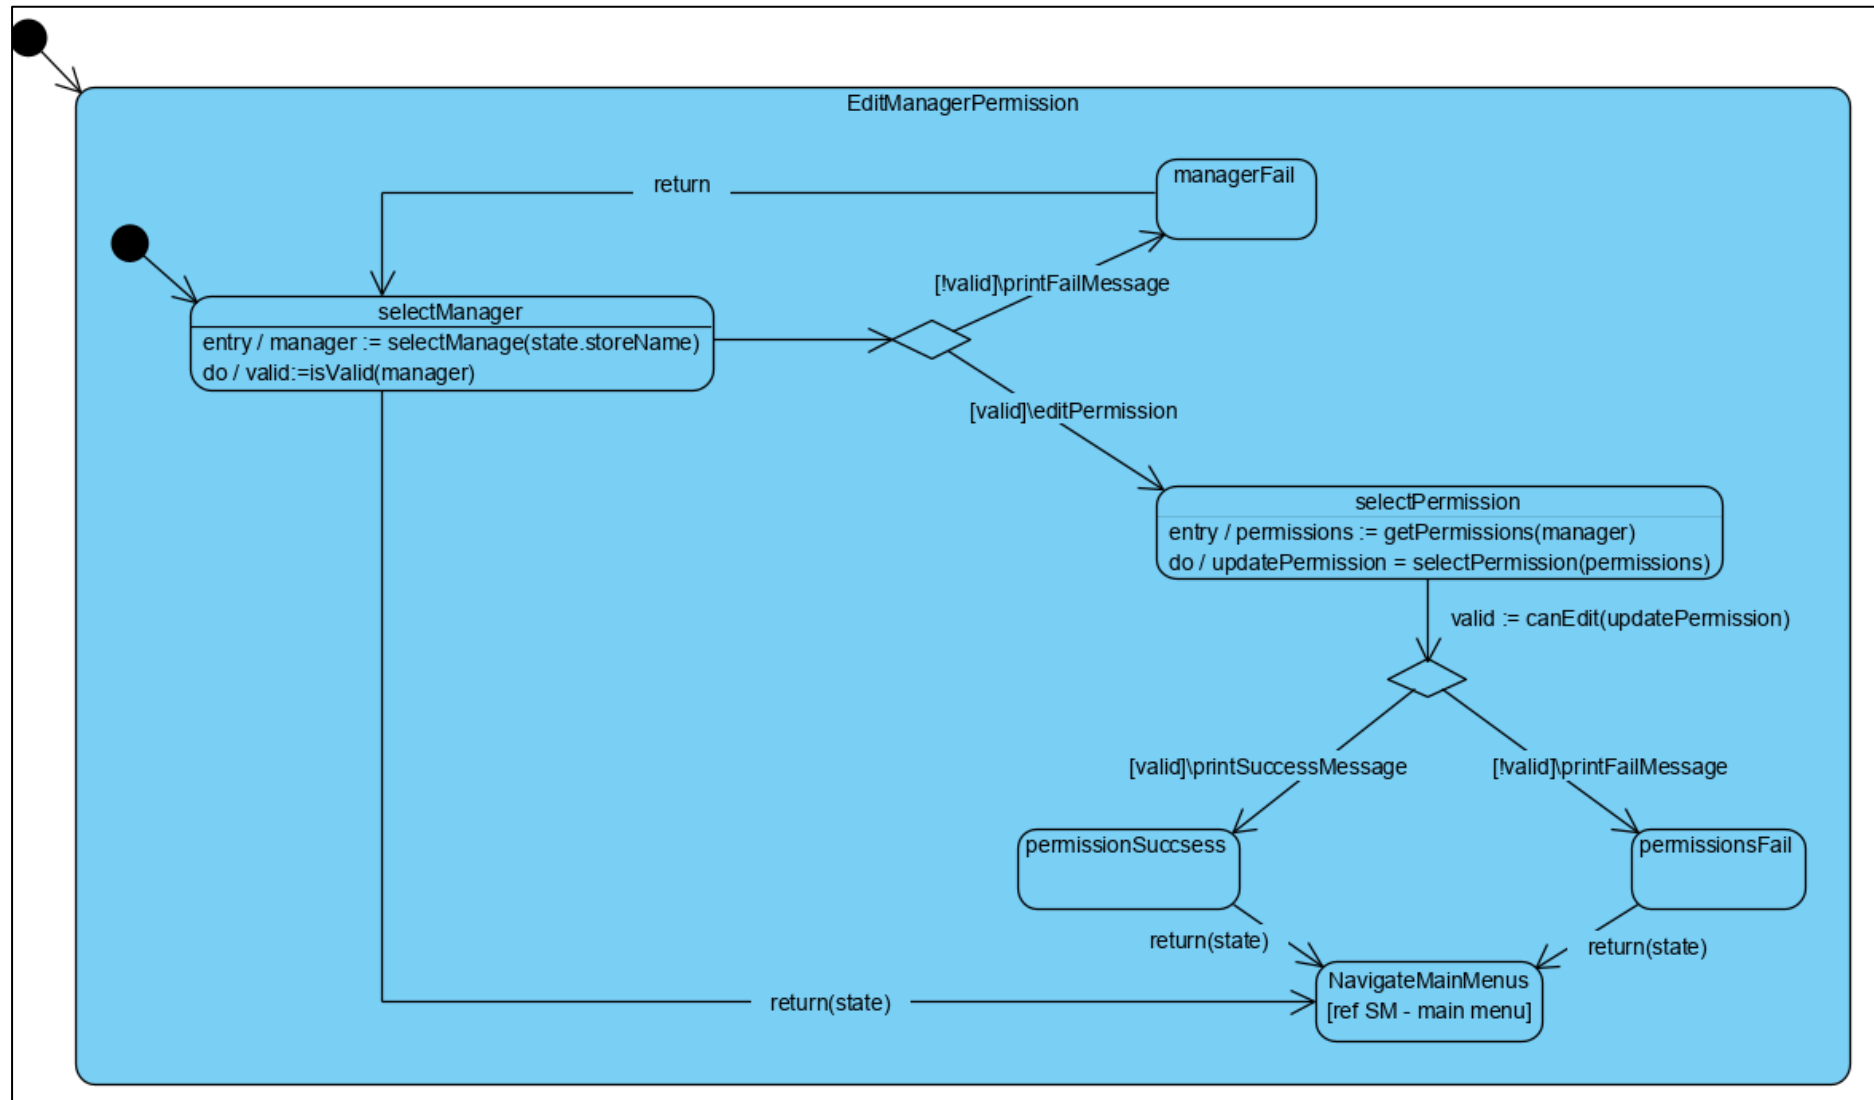 EditManagerPermission
managerFail
return
[!valid]\printFailMessage
selectManager
entry / manager := selectManage(state.storeName)
do / valid:=isValid(manager)
[valid]\editPermission
selectPermission
entry / permissions := getPermissions(manager)
do / updatePermission = selectPermission(permissions)
valid := canEdit(updatePermission)
[valid]\printSuccessMessage
[!valid]\printFailMessage
permissionSuccsess
permissionsFail
return(state)
return(state)
NavigateMainMenus
[ref SM - main menu]
return(state)